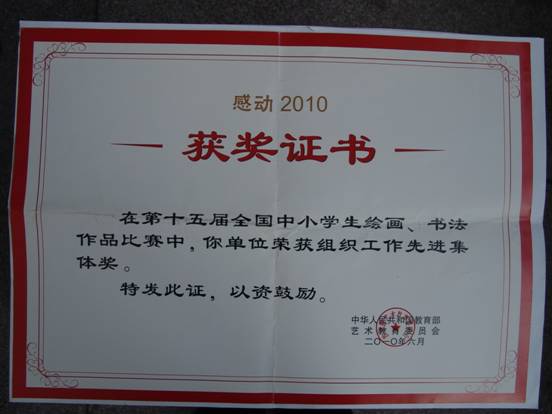 感动 2010
获奖证书
在第十五届全国中小学生绘画、书法
作品比赛中，你单位荣获组织工作先进集
体奖。
特发此证，以资鼓励。
中华人民共和国教育部
艺术教育委员会
二〇一〇年六月